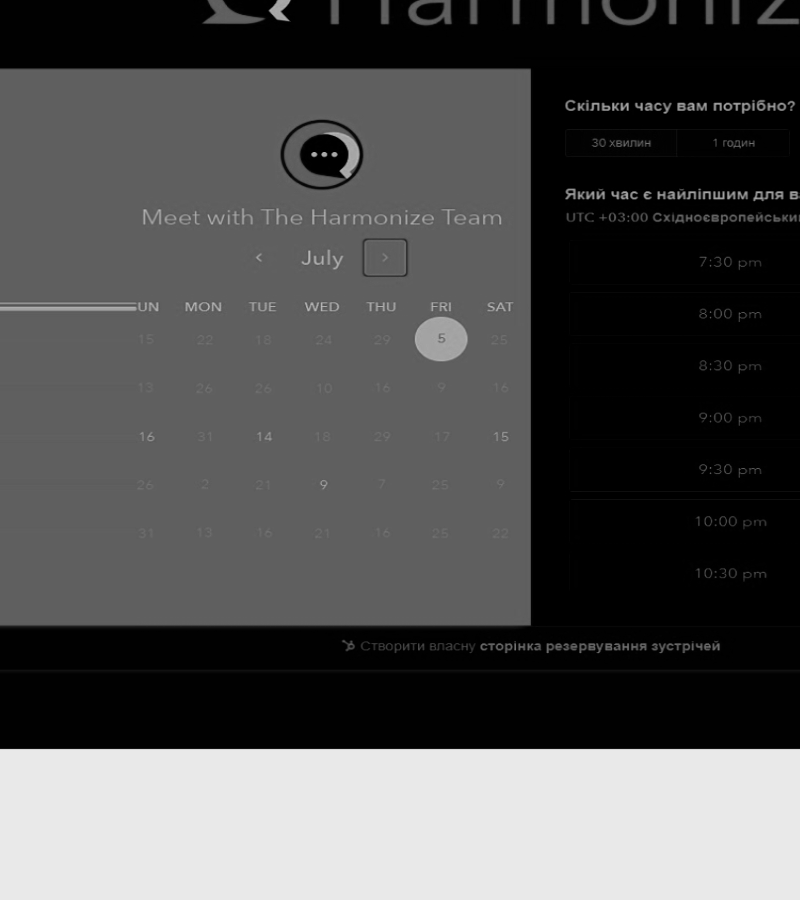 Harmoniz
Meet with The Harmonize Team
July
UN MON TUE WED THU FRI SAT
15 22 18 24 29 5 25
13 26 26 10 16 9 16
16 31 14 18 29 17 15
26 2 21 9 7 25 9
31 13 16 21 16 25 22
Скільки часу вам потрібно?
30 хвилин 1 годин
Який час є найліпшим для в
UTC +03:00 Східноєвропейськи
7:30 pm
8:00 pm
8:30 pm
9:00 pm
9:30 pm
10:00 pm
10:30 pm
Створити власну сторінка резервування зустрічей